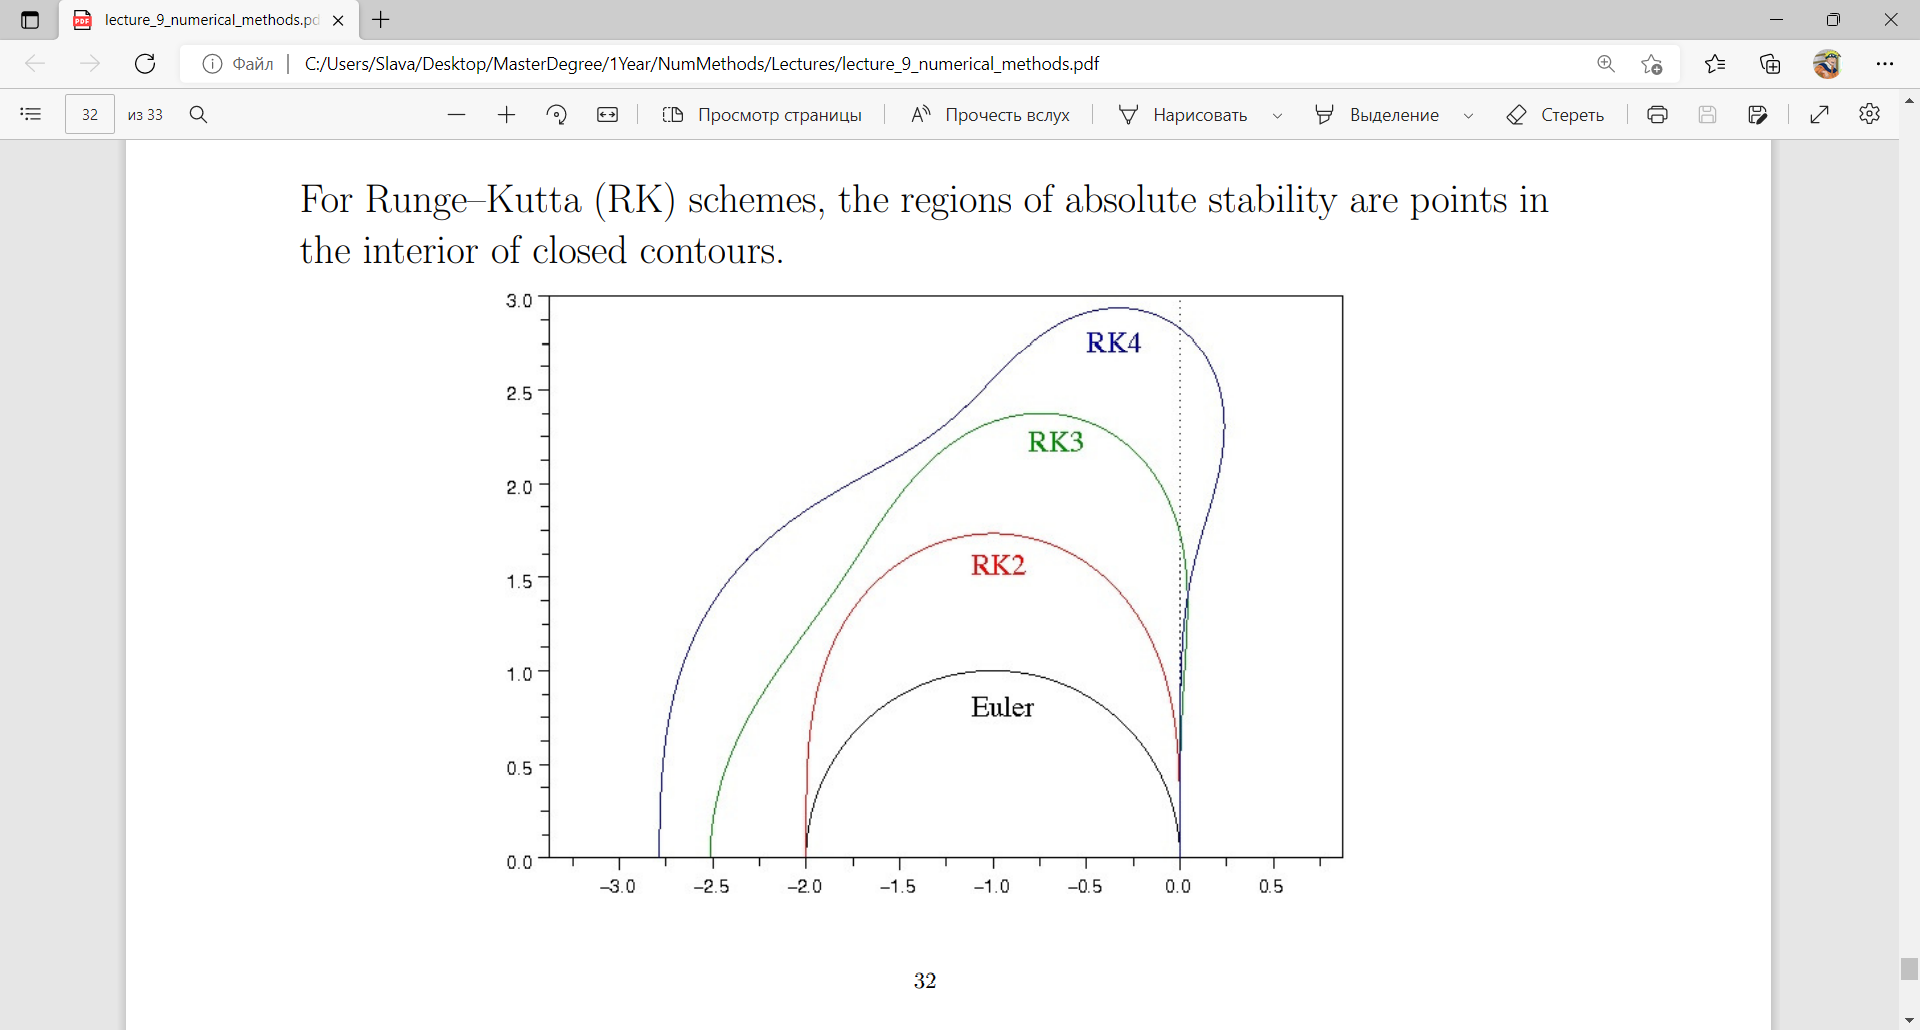 lecture_9_numerical_methods.pd
Файл C:/Users/Slava/Desktop/MasterDegree/1Year/NumMethods/Lectures/lecture_9_numerical_methods.pdf
32 из 33 Просмотр страницы Прочесть вслух Нарисовать Выделение Стереть
For Runge–Kutta (RK) schemes, the regions of absolute stability are points in
the interior of closed contours.
3.0
RK4
2.5
RK3
2.0
RK2
1.5
1.0
Euler
0.5
0.0
−3.0 −2.5 −2.0 −1.5 −1.0 −0.5 0.0 0.5
32